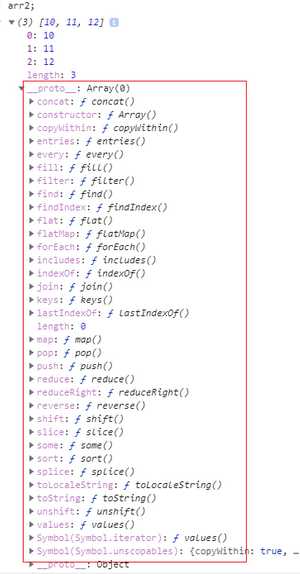 arr2;
(3) [10, 11, 12] i
0: 10
1: 11
2: 12
length: 3
__proto__: Array(0)
concat: ƒ concat()
constructor: ƒ Array()
copyWithin: ƒ copyWithin()
entries: ƒ entries()
every: ƒ every()
fill: ƒ fill()
filter: ƒ filter()
find: ƒ find()
findIndex: ƒ findIndex()
flat: ƒ flat()
flatMap: ƒ flatMap()
forEach: ƒ forEach()
includes: ƒ includes()
indexOf: ƒ indexOf()
join: ƒ join()
keys: ƒ keys()
lastIndexOf: ƒ lastIndexOf()
length: 0
map: ƒ map()
pop: ƒ pop()
push: ƒ push()
reduce: ƒ reduce()
reduceRight: ƒ reduceRight()
reverse: ƒ reverse()
shift: ƒ shift()
slice: ƒ slice()
some: ƒ some()
sort: ƒ sort()
splice: ƒ splice()
toLocaleString: ƒ toLocaleString()
toString: ƒ toString()
unshift: ƒ unshift()
values: ƒ values()
Symbol(Symbol.iterator): ƒ values()
Symbol(Symbol.unscopables): {copyWithin: true, …
__proto__: Object